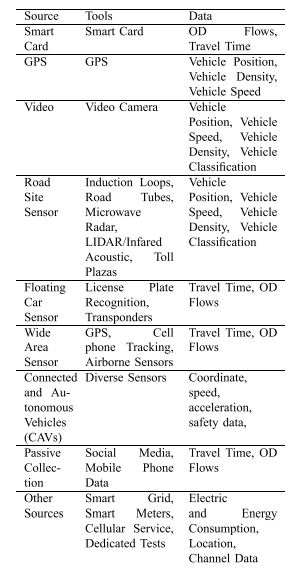 Source Tools Data
Smart Card Smart Card OD Flows, Travel Time
GPS GPS Vehicle Position, Vehicle Density, Vehicle Speed
Video Video Camera Vehicle Position, Vehicle Speed, Vehicle Density, Vehicle Classification
Road Site Sensor Induction Loops, Road Tubes, Microwave Radar, LIDAR/Infared Acoustic, Toll Plazas Vehicle Position, Vehicle Speed, Vehicle Density, Vehicle Classification
Floating Car Sensor License Plate Recognition, Transponders Travel Time, OD Flows
Wide Area Sensor GPS, Cell phone Tracking, Airborne Sensors Travel Time, OD Flows
Connected and Au- tonomous Vehicles (CAVs) Diverse Sensors Coordinate, speed, acceleration, safety data,
Passive Collec- tion Social Media, Mobile Phone Data Travel Time, OD Flows
Other Sources Smart Grid, Smart Meters, Cellular Service, Dedicated Tests Electric and Energy Consumption, Location, Channel Data